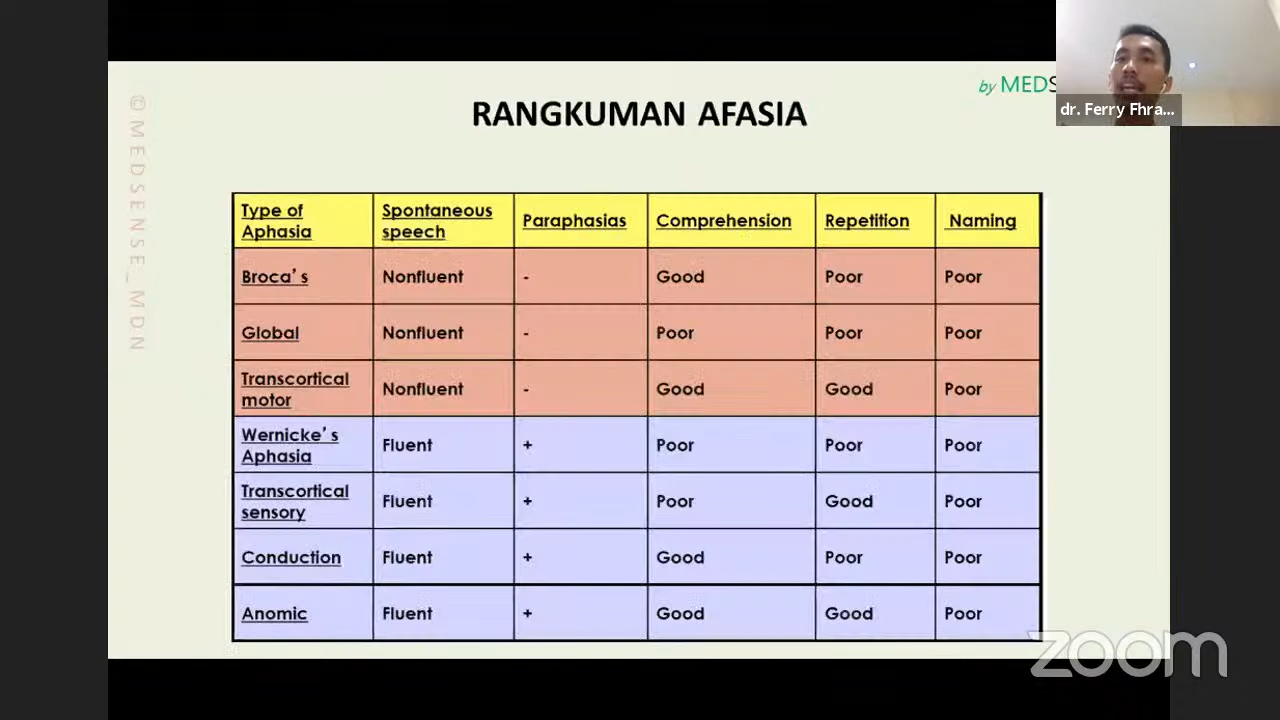 by MEDS
dr. Ferry Fhra...
©MEDSENSE_MDN
RANGKUMAN AFASIA
Type of Aphasia Spontaneous speech Paraphasias Comprehension Repetition Naming
Broca's Nonfluent - Good Poor Poor
Global Nonfluent - Poor Poor Poor
Transcortical motor Nonfluent - Good Good Poor
Wernicke's Aphasia Fluent + Poor Poor Poor
Transcortical sensory Fluent + Poor Good Poor
Conduction Fluent + Good Poor Poor
Anomic Fluent + Good Good Poor
zoom